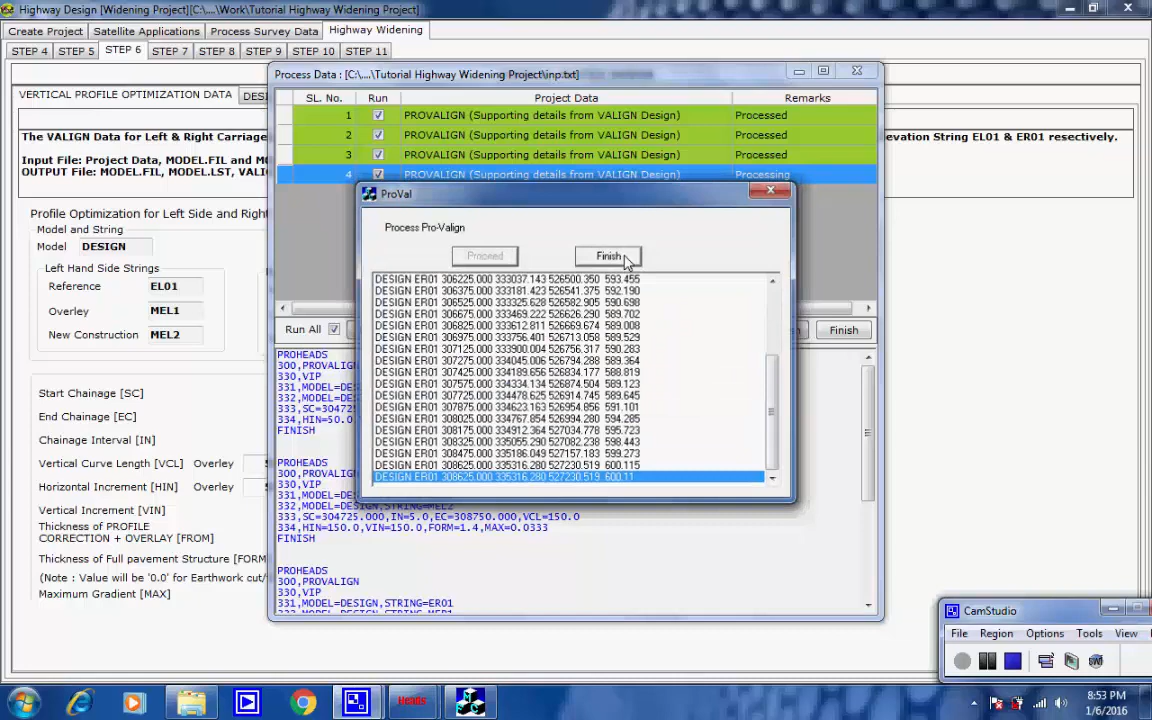 Highway Design [Widening Project][C:\....\Work\Tutorial Highway Widening Project]
Create Project Satellite Applications Process Survey Data Highway Widening
STEP 4 STEP 5 STEP 6 STEP 7 STEP 8 STEP 9 STEP 10 STEP 11
VERTICAL PROFILE OPTIMIZATION DATA DESI
The VALIGN Data for Left & Right Carriage
evation String EL01 & ER01 resectively.
Input File: Project Data, MODEL.FIL and MO
OUTPUT File: MODEL.FIL, MODEL.LST, VALI
Profile Optimization for Left Side and Right
Model and String
Model DESIGN
Left Hand Side Strings
Reference EL01
Overley MEL1
New Construction MEL2
Start Chainage [SC]
End Chainage [EC]
Chainage Interval [IN]
Vertical Curve Length [VCL] Overley
Horizontal Increment [HIN] Overley
Vertical Increment [VIN]
Thickness of PROFILE
CORRECTION + OVERLAY [FROM]
Thickness of Full pavement Structure [FORM
(Note : Value will be '0.0' for Earthwork cut/
Maximum Gradient [MAX]
Process Data : [C:\....\Tutorial Highway Widening Project\inp.txt]
SL. No. Run Project Data Remarks
1 PROVALIGN (Supporting details from VALIGN Design) Processed
2 PROVALIGN (Supporting details from VALIGN Design) Processed
3 PROVALIGN (Supporting details from VALIGN Design) Processed
4 PROVALIGN (Supporting details from VALIGN Design) Processing
ProVal
Process Pro-Valign
Proceed Finish
DESIGN ER01 306225.000 333037.143 526500.350 593.455
DESIGN ER01 306375.000 333181.423 526541.375 592.190
DESIGN ER01 306525.000 333325.628 526582.905 590.698
DESIGN ER01 306675.000 333469.222 526626.290 589.702
DESIGN ER01 306825.000 333612.811 526669.674 589.008
DESIGN ER01 306975.000 333756.401 526713.058 589.529
DESIGN ER01 307125.000 333900.004 526756.317 590.283
DESIGN ER01 307275.000 334045.006 526794.288 589.364
DESIGN ER01 307425.000 334189.656 526834.177 588.819
DESIGN ER01 307575.000 334334.134 526874.504 589.123
DESIGN ER01 307725.000 334478.625 526914.745 589.645
DESIGN ER01 307875.000 334623.163 526954.856 591.101
DESIGN ER01 308025.000 334767.854 526994.280 594.285
DESIGN ER01 308175.000 334912.364 527034.778 595.723
DESIGN ER01 308325.000 335055.290 527082.238 598.443
DESIGN ER01 308475.000 335186.049 527157.183 599.273
DESIGN ER01 308625.000 335316.280 527230.519 600.115
DESIGN ER01 308625.000 335316.280 527230.519 600.11
Run All Finish
PROHEADS
300,PROVALIGN
330,VIP
331,MODEL=DES
332,MODEL=DES
333,SC=304725
334,HIN=50.0
FINISH
PROHEADS
300,PROVALIGN
330,VIP
331,MODEL=DES
332,MODEL=DESIGN,STRING=MEL2
333,SC=304725.000,IN=5.0,EC=308750.000,VCL=150.0
334,HIN=150.0,VIN=150.0,FORM=1.4,MAX=0.0333
FINISH
PROHEADS
300,PROVALIGN
330,VIP
331,MODEL=DESIGN,STRING=ER01
CamStudio
File Region Options Tools View
Heads
8:53 PM
1/6/2016